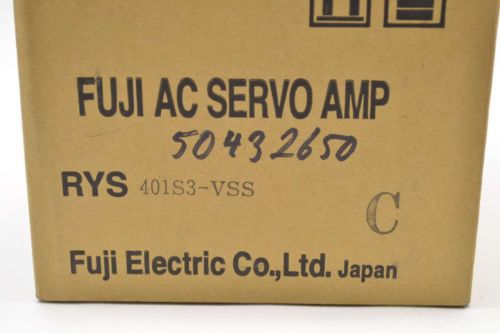 FUJI AC SERVO AMP
50432650
RYS 401S3-VSS
C
Fuji Electric Co.,Ltd. Japan